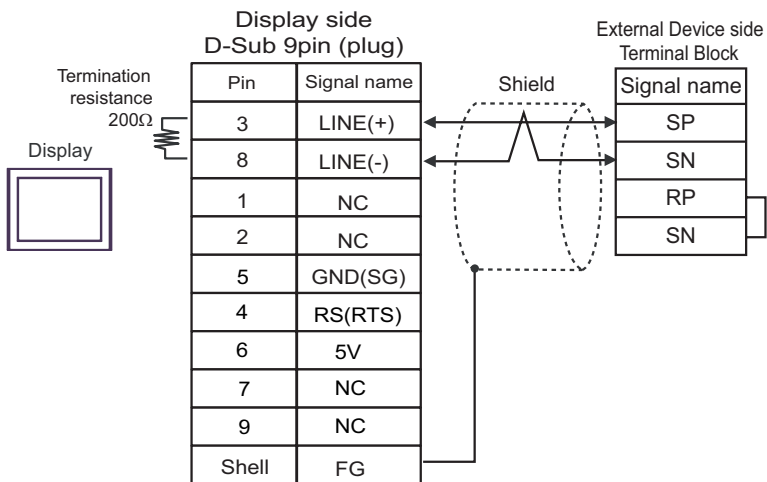 Display side
D-Sub 9pin (plug)
External Device side
Terminal Block
Termination
resistance
200Ω
Display
Shield
Pin Signal name
3 LINE(+)
8 LINE(-)
1 NC
2 NC
5 GND(SG)
4 RS(RTS)
6 5V
7 NC
9 NC
Shell FG
Signal name
SP
SN
RP
SN